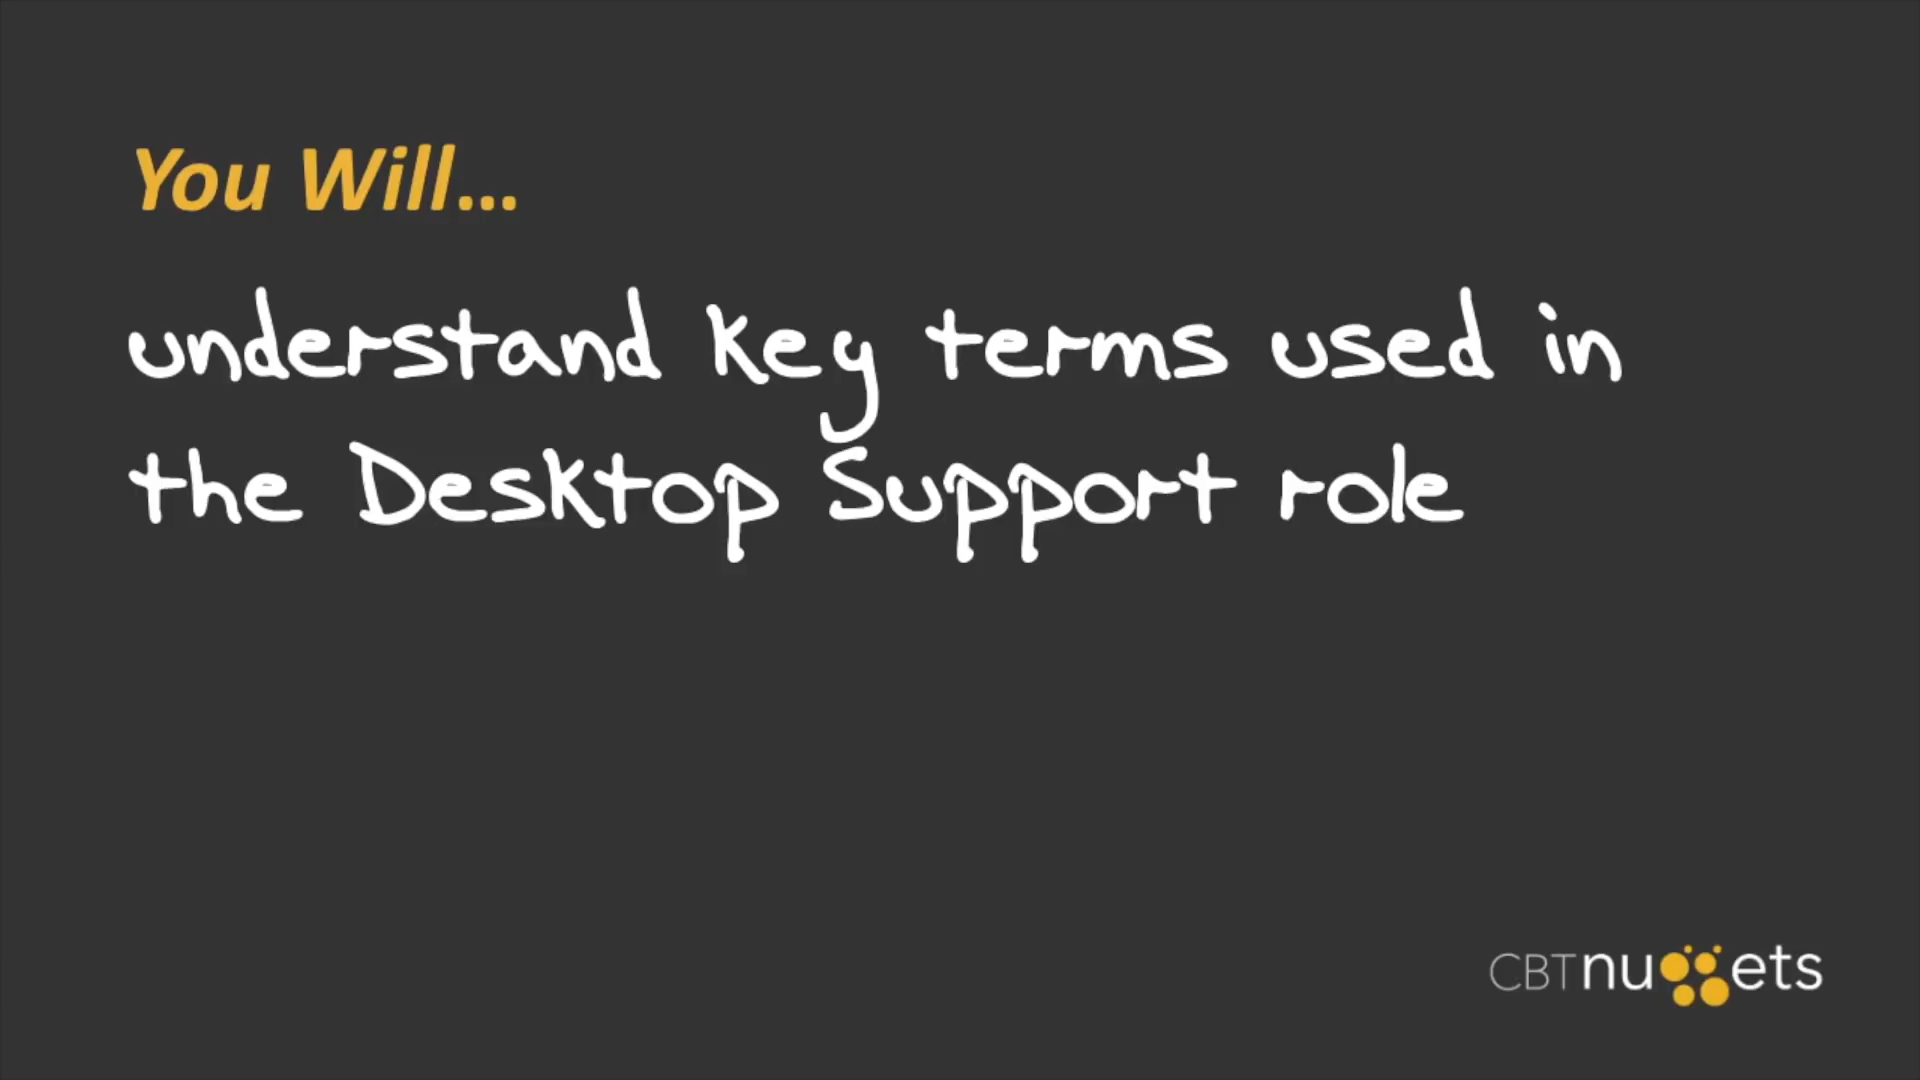 You Will...
understand key terms used in
the Desktop Support role
CBTnuggets